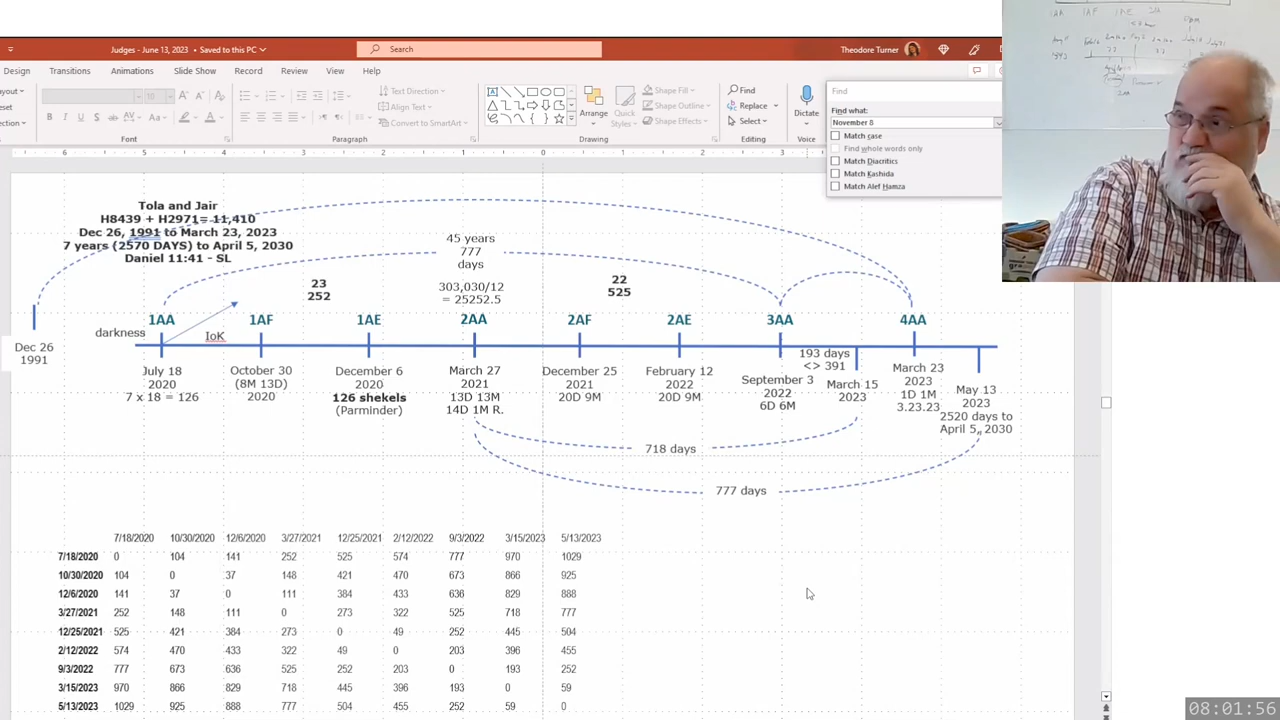 Judges - June 13, 2023 • Saved to this PC
Search
Theodore Turner
Design
Transitions
Animations
Slide Show
Record
Review
View
Help
Text Direction
Align Text
Convert to SmartArt
Font
Paragraph
Arrange
Quick Styles
Shape Fill
Shape Outline
Shape Effects
Drawing
Find
Replace
Select
Editing
Dictate
Voice
Find
Find what:
November 8
Match case
Find whole words only
Match Diacritics
Match Kashida
Match Alef Hamza
Tola and Jair
H8439 + H2971= 11,410
Dec 26, 1991 to March 23, 2023
7 years (2570 DAYS) to April 5, 2030
Daniel 11:41 - SL
45 years
777
days
303,030/12
= 25252.5
23
252
22
525
1AA
1AF
1AE
2AA
2AF
2AE
3AA
4AA
darkness
IoK
Dec 26
1991
July 18
2020
7 x 18 = 126
October 30
(8M 13D)
2020
December 6
2020
126 shekels
(Parminder)
March 27
2021
13D 13M
14D 1M R.
December 25
2021
20D 9M
February 12
2022
20D 9M
September 3
2022
6D 6M
193 days
<> 391
March 15
2023
March 23
2023
1D 1M
3.23.23
May 13
2023
2520 days to
April 5, 2030
718 days
777 days
7/18/2020 10/30/2020 12/6/2020 3/27/2021 12/25/2021 2/12/2022 9/3/2022 3/15/2023 5/13/2023
7/18/2020 0 104 141 252 525 574 777 970 1029
10/30/2020 104 0 37 148 421 470 673 866 925
12/6/2020 141 37 0 111 384 433 636 829 888
3/27/2021 252 148 111 0 273 322 525 718 777
12/25/2021 525 421 384 273 0 49 252 445 504
2/12/2022 574 470 433 322 49 0 203 396 455
9/3/2022 777 673 636 525 252 203 0 193 252
3/15/2023 970 866 829 718 445 396 193 0 59
5/13/2023 1029 925 888 777 504 455 252 59 0
08:01:56